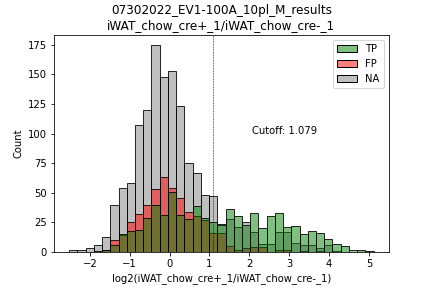 07302022_EV1-100A_10pl_M_results
iWAT_chow_cre+_1/iWAT_chow_cre-_1
175
150
125
100
75
50
25
0
Count
TP
FP
NA
Cutoff: 1.079
−2
−1
0
1
2
3
4
5
log2(iWAT_chow_cre+_1/iWAT_chow_cre-_1)